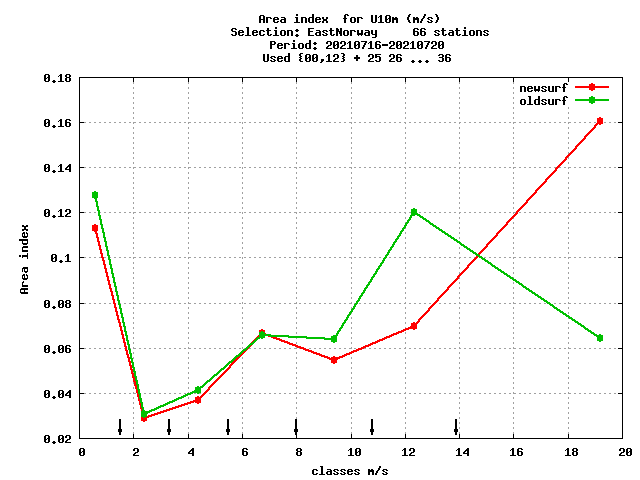 Area index  for U10m (m/s)
Selection: EastNorway     66 stations
Period: 20210716-20210720
Used {00,12} + 25 26 ... 36
0.18
newsurf
oldsurf
0.16
0.14
0.12
0.1
0.08
0.06
0.04
0.02
Area index
0 2 4 6 8 10 12 14 16 18 20
classes m/s